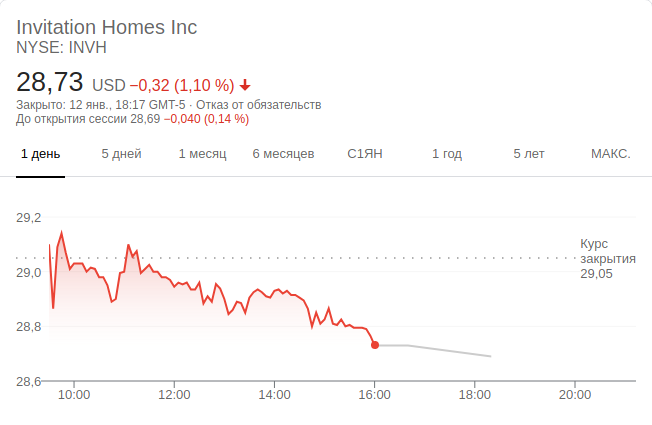 Invitation Homes Inc
NYSE: INVH
28,73 USD −0,32 (1,10 %)
Закрыто: 12 янв., 18:17 GMT-5 · Отказ от обязательств
До открытия сессии 28,69 −0,040 (0,14 %)
1 день 5 дней 1 месяц 6 месяцев С1ЯН 1 год 5 лет МАКС.
29,2
Курс
закрытия
29,05
29,0
28,8
28,6
10:00 12:00 14:00 16:00 18:00 20:00